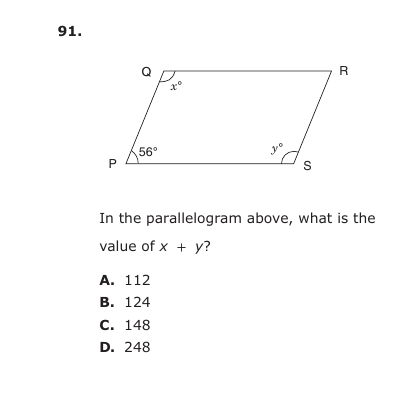 91.
Q
R
x°
56°
y°
P
S
In the parallelogram above, what is the
value of x + y?
A. 112
B. 124
C. 148
D. 248